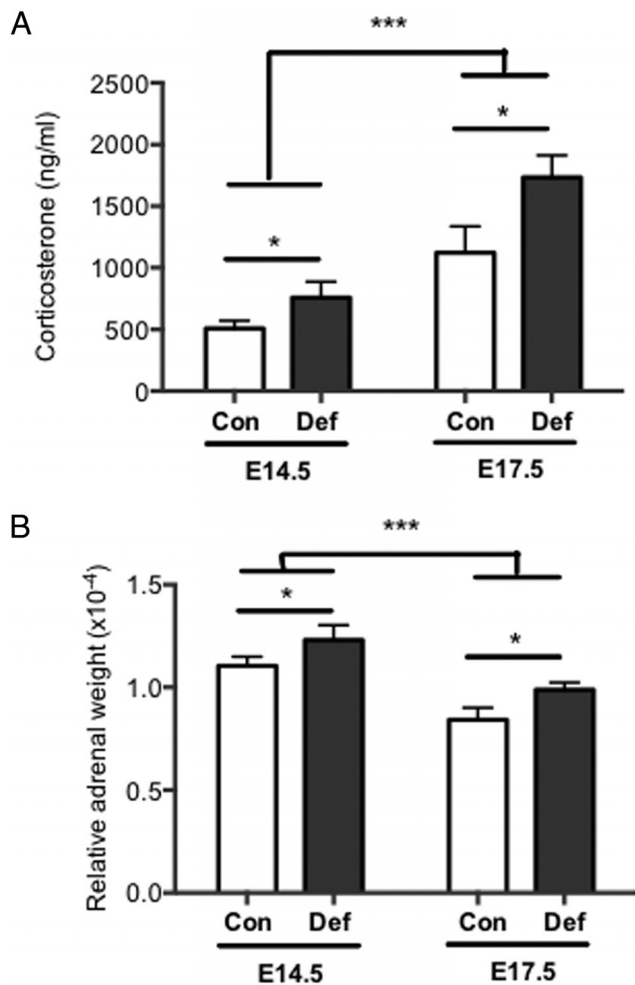 A
***
Corticosterone (ng/ml)
2500
2000
1500
1000
500
0
*
*
Con Def Con Def
E14.5 E17.5
B
***
Relative adrenal weight (x10⁻⁴)
1.5
1.0
0.5
0.0
*
*
Con Def Con Def
E14.5 E17.5